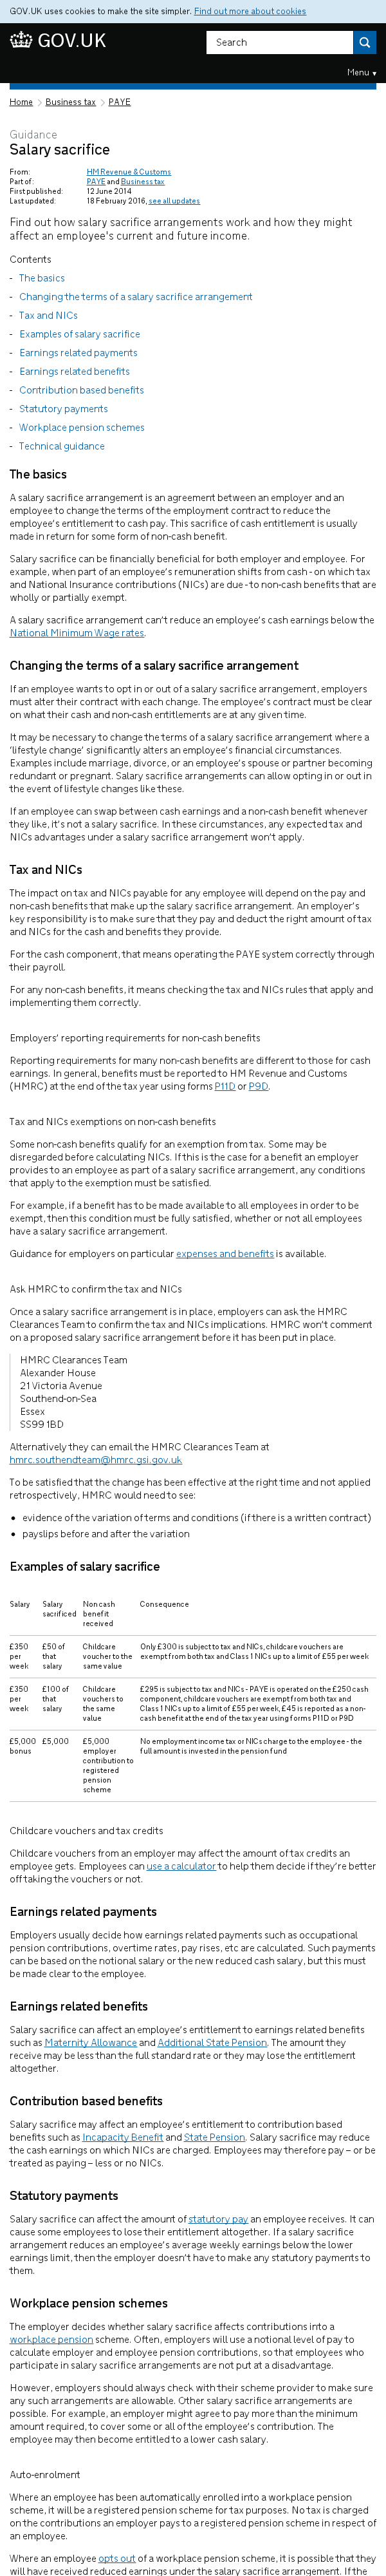 GOV.UK uses cookies to make the site simpler. Find out more about cookies
GOV.UK
Search
Menu ▾
Home
Business tax
PAYE
Guidance
Salary sacrifice
From: HM Revenue & Customs
Part of: PAYE and Business tax
First published: 12 June 2014
Last updated: 18 February 2016, see all updates
Find out how salary sacrifice arrangements work and how they might
affect an employee's current and future income.
Contents
- The basics
- Changing the terms of a salary sacrifice arrangement
- Tax and NICs
- Examples of salary sacrifice
- Earnings related payments
- Earnings related benefits
- Contribution based benefits
- Statutory payments
- Workplace pension schemes
- Technical guidance
The basics
A salary sacrifice arrangement is an agreement between an employer and an
employee to change the terms of the employment contract to reduce the
employee's entitlement to cash pay. This sacrifice of cash entitlement is usually
made in return for some form of non-cash benefit.
Salary sacrifice can be financially beneficial for both employer and employee. For
example, when part of an employee's remuneration shifts from cash - on which tax
and National Insurance contributions (NICs) are due - to non-cash benefits that are
wholly or partially exempt.
A salary sacrifice arrangement can't reduce an employee's cash earnings below the
National Minimum Wage rates.
Changing the terms of a salary sacrifice arrangement
If an employee wants to opt in or out of a salary sacrifice arrangement, employers
must alter their contract with each change. The employee's contract must be clear
on what their cash and non-cash entitlements are at any given time.
It may be necessary to change the terms of a salary sacrifice arrangement where a
'lifestyle change' significantly alters an employee's financial circumstances.
Examples include marriage, divorce, or an employee's spouse or partner becoming
redundant or pregnant. Salary sacrifice arrangements can allow opting in or out in
the event of lifestyle changes like these.
If an employee can swap between cash earnings and a non-cash benefit whenever
they like, it's not a salary sacrifice. In these circumstances, any expected tax and
NICs advantages under a salary sacrifice arrangement won't apply.
Tax and NICs
The impact on tax and NICs payable for any employee will depend on the pay and
non-cash benefits that make up the salary sacrifice arrangement. An employer's
key responsibility is to make sure that they pay and deduct the right amount of tax
and NICs for the cash and benefits they provide.
For the cash component, that means operating the PAYE system correctly through
their payroll.
For any non-cash benefits, it means checking the tax and NICs rules that apply and
implementing them correctly.
Employers' reporting requirements for non-cash benefits
Reporting requirements for many non-cash benefits are different to those for cash
earnings. In general, benefits must be reported to HM Revenue and Customs
(HMRC) at the end of the tax year using forms P11D or P9D.
Tax and NICs exemptions on non-cash benefits
Some non-cash benefits qualify for an exemption from tax. Some may be
disregarded before calculating NICs. If this is the case for a benefit an employer
provides to an employee as part of a salary sacrifice arrangement, any conditions
that apply to the exemption must be satisfied.
For example, if a benefit has to be made available to all employees in order to be
exempt, then this condition must be fully satisfied, whether or not all employees
have a salary sacrifice arrangement.
Guidance for employers on particular expenses and benefits is available.
Ask HMRC to confirm the tax and NICs
Once a salary sacrifice arrangement is in place, employers can ask the HMRC
Clearances Team to confirm the tax and NICs implications. HMRC won't comment
on a proposed salary sacrifice arrangement before it has been put in place.
HMRC Clearances Team
Alexander House
21 Victoria Avenue
Southend-on-Sea
Essex
SS99 1BD
Alternatively they can email the HMRC Clearances Team at
hmrc.southendteam@hmrc.gsi.gov.uk
To be satisfied that the change has been effective at the right time and not applied
retrospectively, HMRC would need to see:
• evidence of the variation of terms and conditions (if there is a written contract)
• payslips before and after the variation
Examples of salary sacrifice
Salary Salary Non cash Consequence
sacrificed benefit
received
£350 £50 of Childcare Only £300 is subject to tax and NICs, childcare vouchers are
per that voucher to the exempt from both tax and Class 1 NICs up to a limit of £55 per week
week salary same value
£350 £100 of Childcare £295 is subject to tax and NICs - PAYE is operated on the £250 cash
per that vouchers to component, childcare vouchers are exempt from both tax and
week salary the same Class 1 NICs up to a limit of £55 per week, £45 is reported as a non-
value cash benefit at the end of the tax year using forms P11D or P9D
£5,000 £5,000 £5,000 No employment income tax or NICs charge to the employee - the
bonus employer full amount is invested in the pension fund
contribution to
registered
pension
scheme
Childcare vouchers and tax credits
Childcare vouchers from an employer may affect the amount of tax credits an
employee gets. Employees can use a calculator to help them decide if they're better
off taking the vouchers or not.
Earnings related payments
Employers usually decide how earnings related payments such as occupational
pension contributions, overtime rates, pay rises, etc are calculated. Such payments
can be based on the notional salary or the new reduced cash salary, but this must
be made clear to the employee.
Earnings related benefits
Salary sacrifice can affect an employee's entitlement to earnings related benefits
such as Maternity Allowance and Additional State Pension. The amount they
receive may be less than the full standard rate or they may lose the entitlement
altogether.
Contribution based benefits
Salary sacrifice may affect an employee's entitlement to contribution based
benefits such as Incapacity Benefit and State Pension. Salary sacrifice may reduce
the cash earnings on which NICs are charged. Employees may therefore pay – or be
treated as paying – less or no NICs.
Statutory payments
Salary sacrifice can affect the amount of statutory pay an employee receives. It can
cause some employees to lose their entitlement altogether. If a salary sacrifice
arrangement reduces an employee's average weekly earnings below the lower
earnings limit, then the employer doesn't have to make any statutory payments to
them.
Workplace pension schemes
The employer decides whether salary sacrifice affects contributions into a
workplace pension scheme. Often, employers will use a notional level of pay to
calculate employer and employee pension contributions, so that employees who
participate in salary sacrifice arrangements are not put at a disadvantage.
However, employers should always check with their scheme provider to make sure
any such arrangements are allowable. Other salary sacrifice arrangements are
possible. For example, an employer might agree to pay more than the minimum
amount required, to cover some or all of the employee's contribution. The
employee may then become entitled to a lower cash salary.
Auto-enrolment
Where an employee has been automatically enrolled into a workplace pension
scheme, it will be a registered pension scheme for tax purposes. No tax is charged
on the contributions an employer pays to a registered pension scheme in respect of
an employee.
Where an employee opts out of a workplace pension scheme, it is possible that they
will have received reduced earnings under the salary sacrifice arrangement. If the